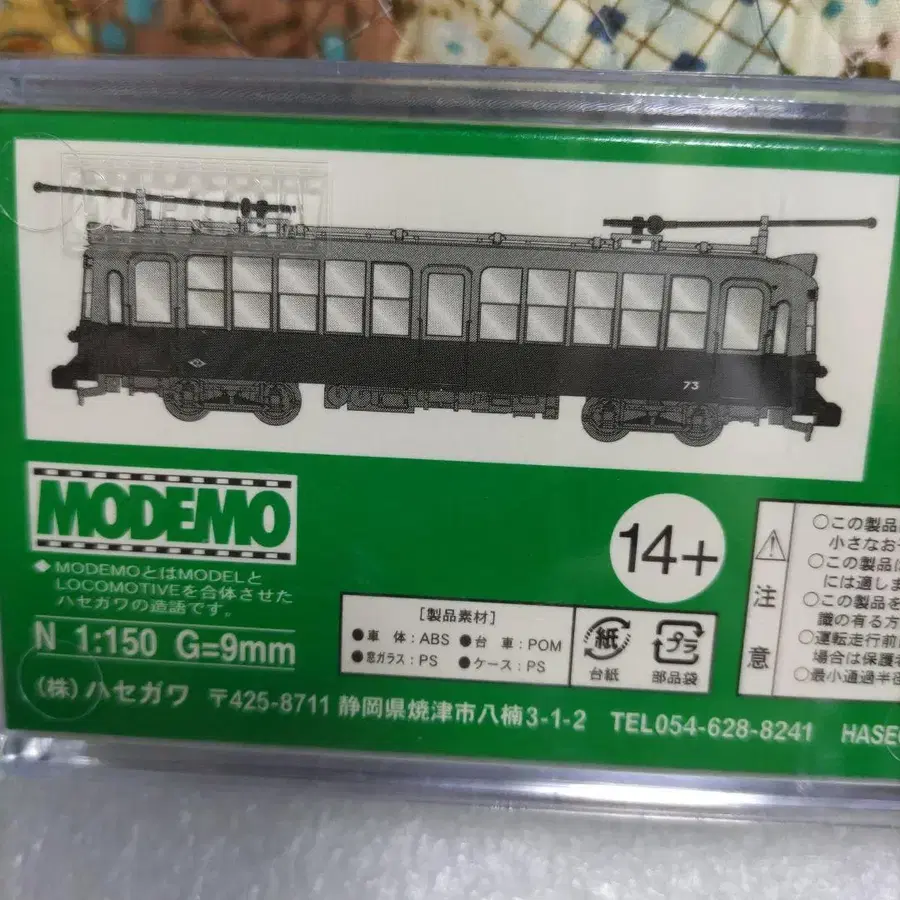 73
MODEMO
◆ MODEMOとはMODELと
LOCOMOTIVEを合体させた
ハセガワの造語です。
N 1:150 G=9mm
14+
[製品素材]
●車 体:ABS ●台 車:POM
●窓ガラス:PS ●ケース:PS
紙
台紙
プラ
部品袋
注意
○この製品
小さなお
○この製品
には適しま
○この製品を
識の有る方
○運転走行前
場合は保護者
○最小通過半径
(株)ハセガワ 〒425-8711 静岡県焼津市八楠3-1-2 TEL054-628-8241 HASE